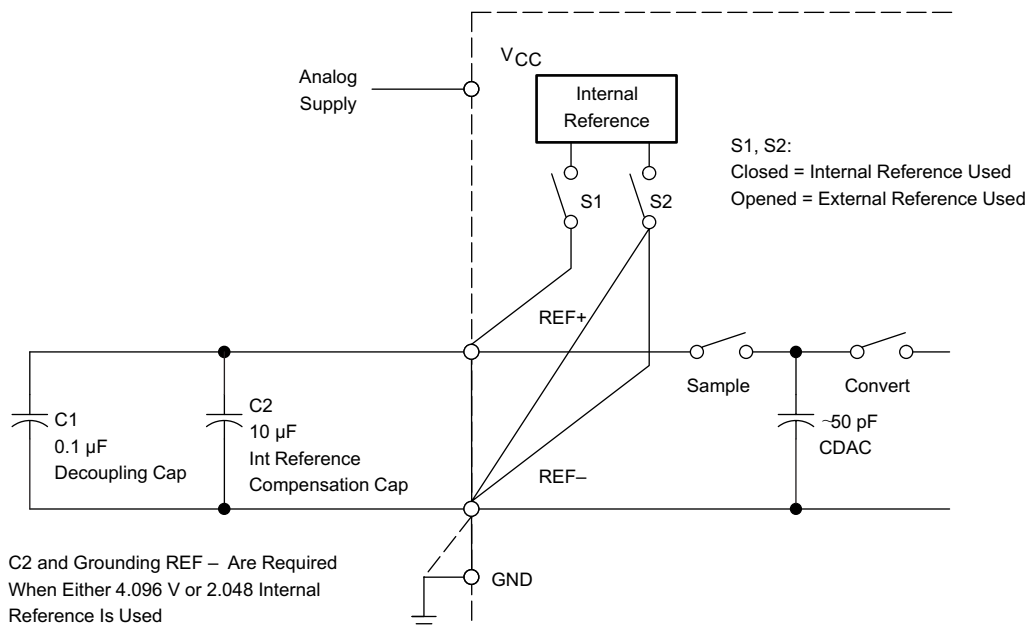 VCC
Analog
Supply
Internal
Reference
S1, S2:
Closed = Internal Reference Used
Opened = External Reference Used
S1
S2
REF+
Sample
Convert
C1
0.1 µF
Decoupling Cap
C2
10 µF
Int Reference
Compensation Cap
~50 pF
CDAC
REF–
C2 and Grounding REF – Are Required
When Either 4.096 V or 2.048 Internal
Reference Is Used
GND